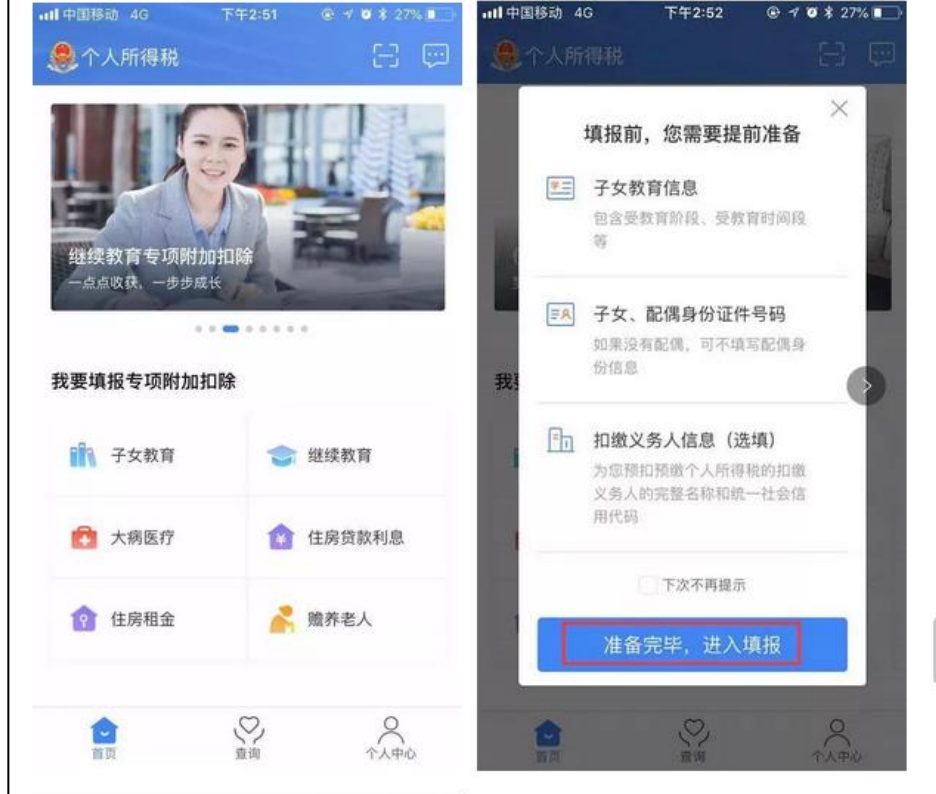 中国移动 4G 下午2:51 27%
个人所得税
继续教育专项附加扣除
一点点收获，一步步成长
我要填报专项附加扣除
子女教育
继续教育
大病医疗
住房贷款利息
住房租金
赡养老人
首页
查询
个人中心
中国移动 4G 下午2:52 27%
个人所得税
填报前，您需要提前准备
子女教育信息
包含受教育阶段、受教育时间段
等
子女、配偶身份证件号码
如果没有配偶，可不填写配偶身
份信息
我要
扣缴义务人信息（选填）
为您预扣预缴个人所得税的扣缴
义务人的完整名称和统一社会信
用代码
下次不再提示
准备完毕，进入填报
首页
查询
个人中心